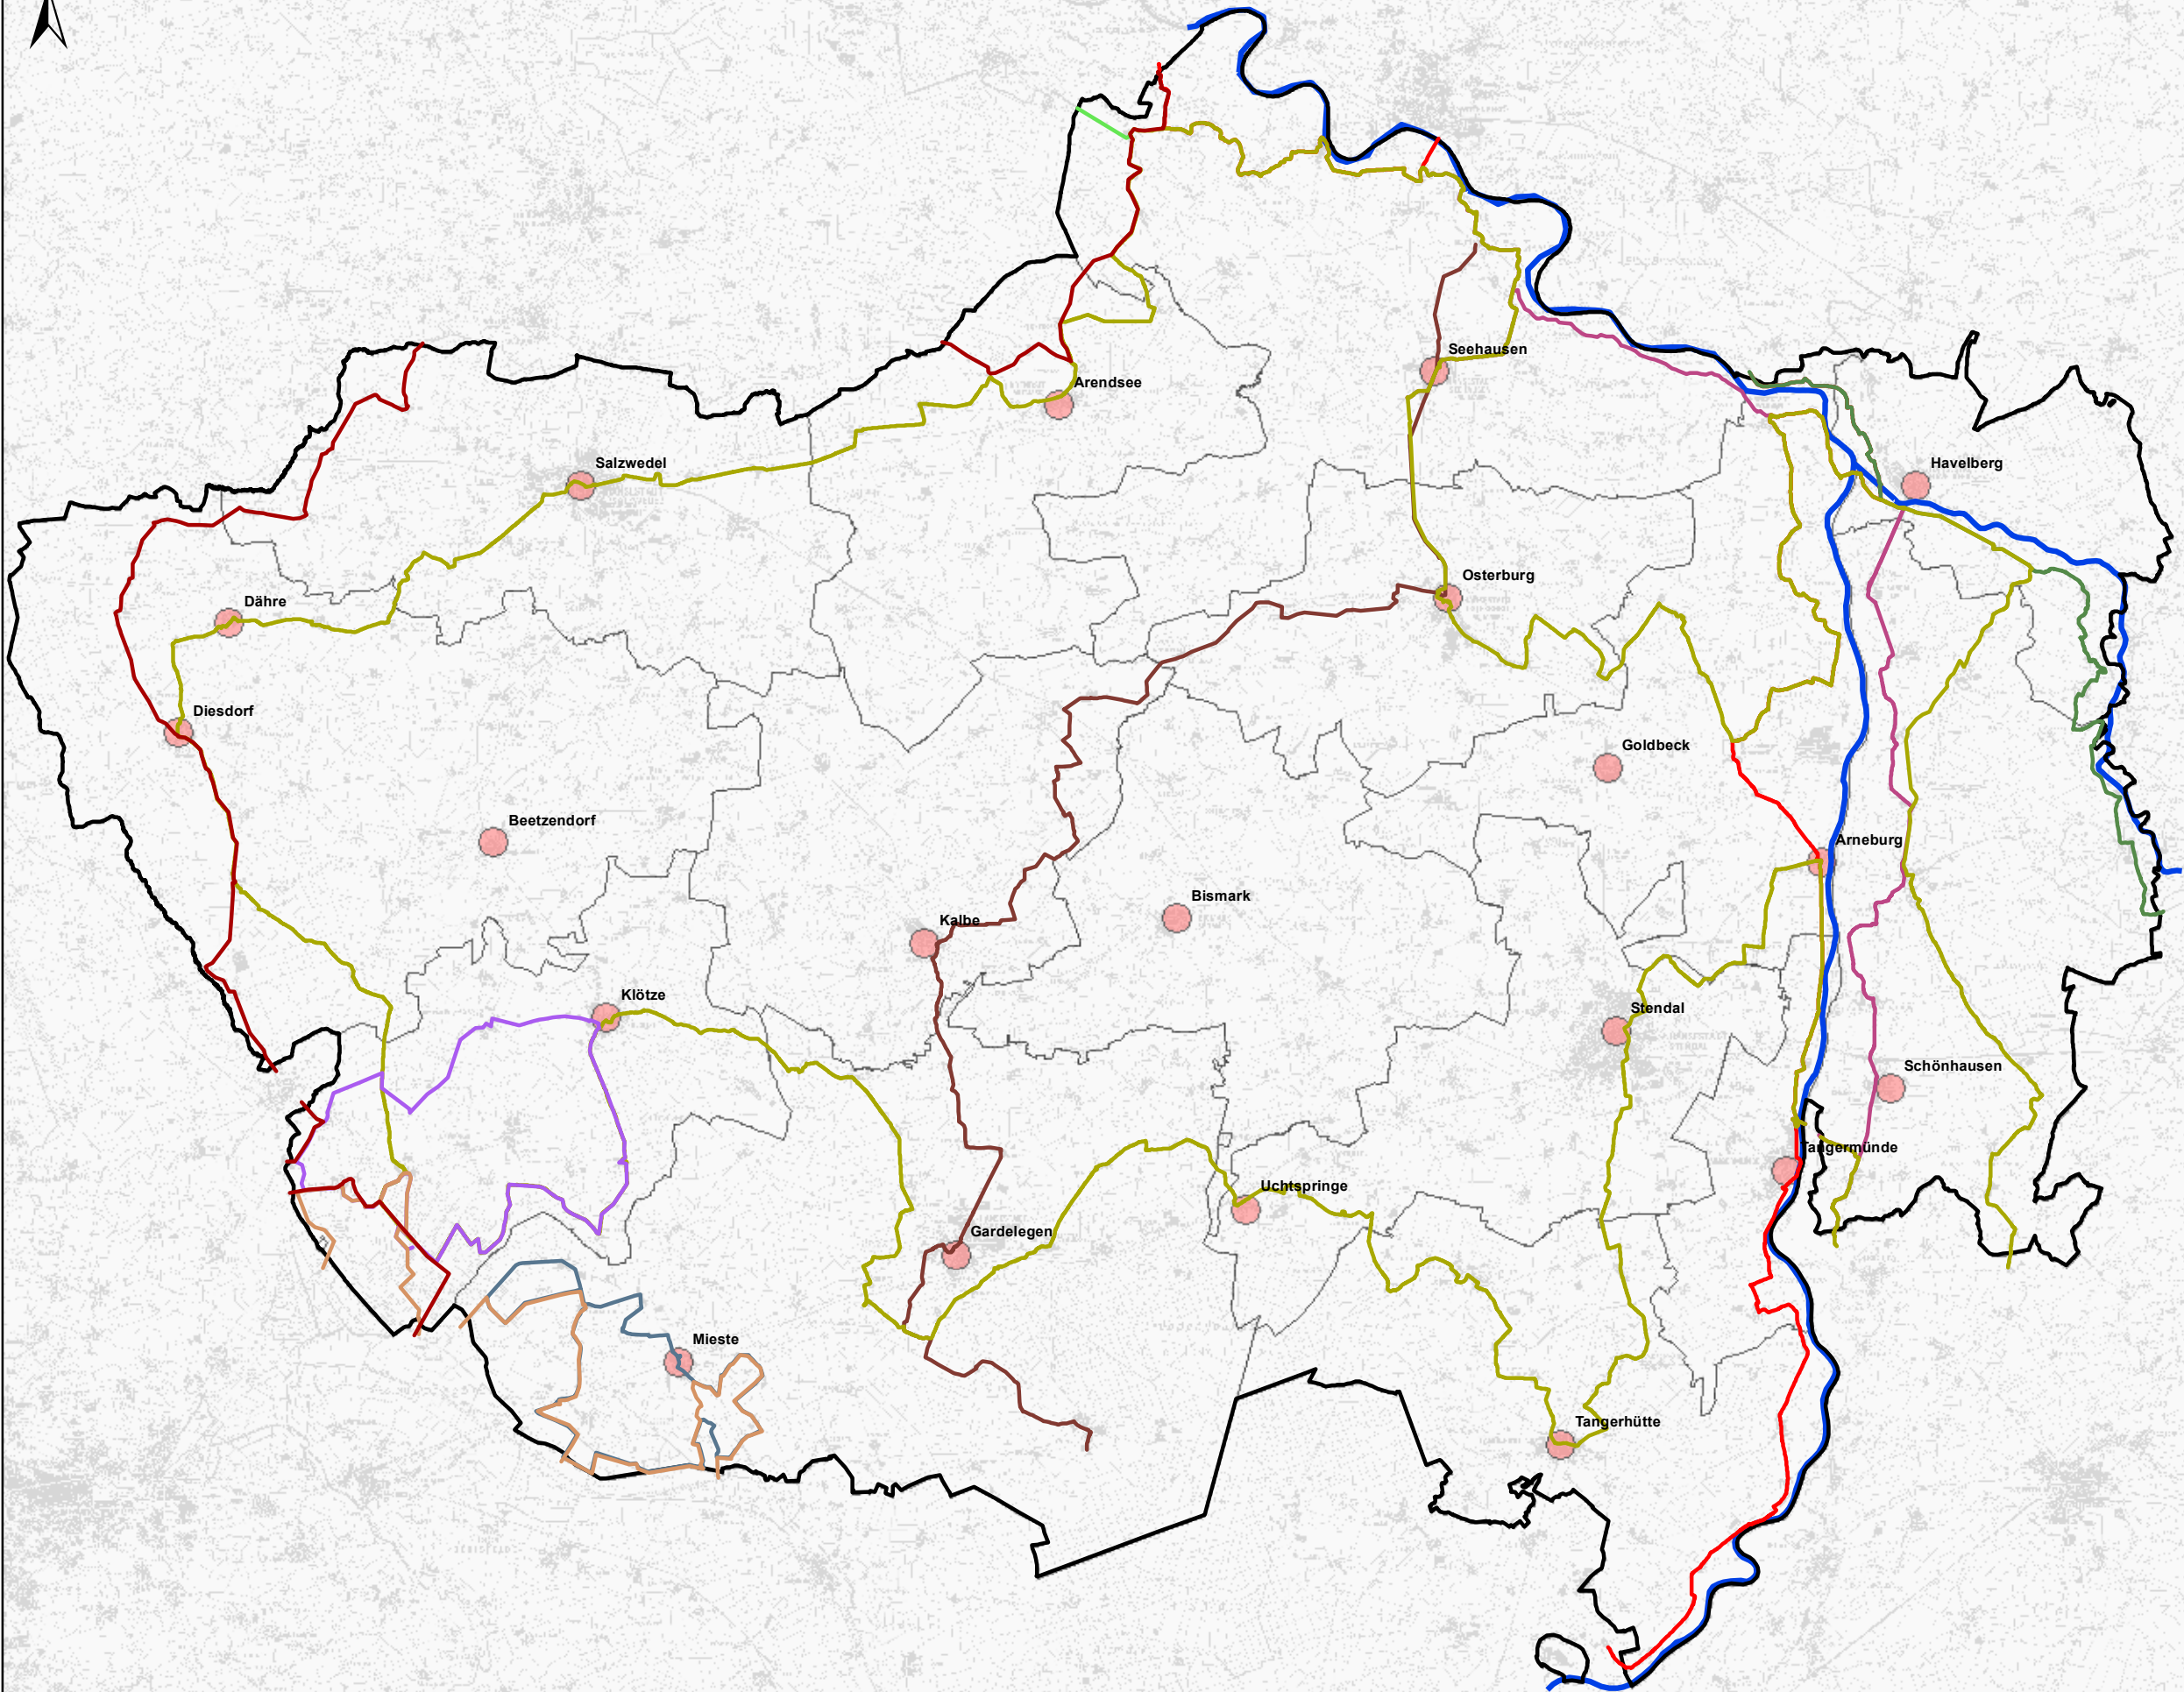 Seehausen
Arendsee
Salzwedel
Havelberg
Osterburg
Dähre
Diesdorf
Goldbeck
Beetzendorf
Arneburg
Bismark
Kalbe
Klötze
Stendal
Schönhausen
Tangermünde
Uchtspringe
Gardelegen
Mieste
Tangerhütte